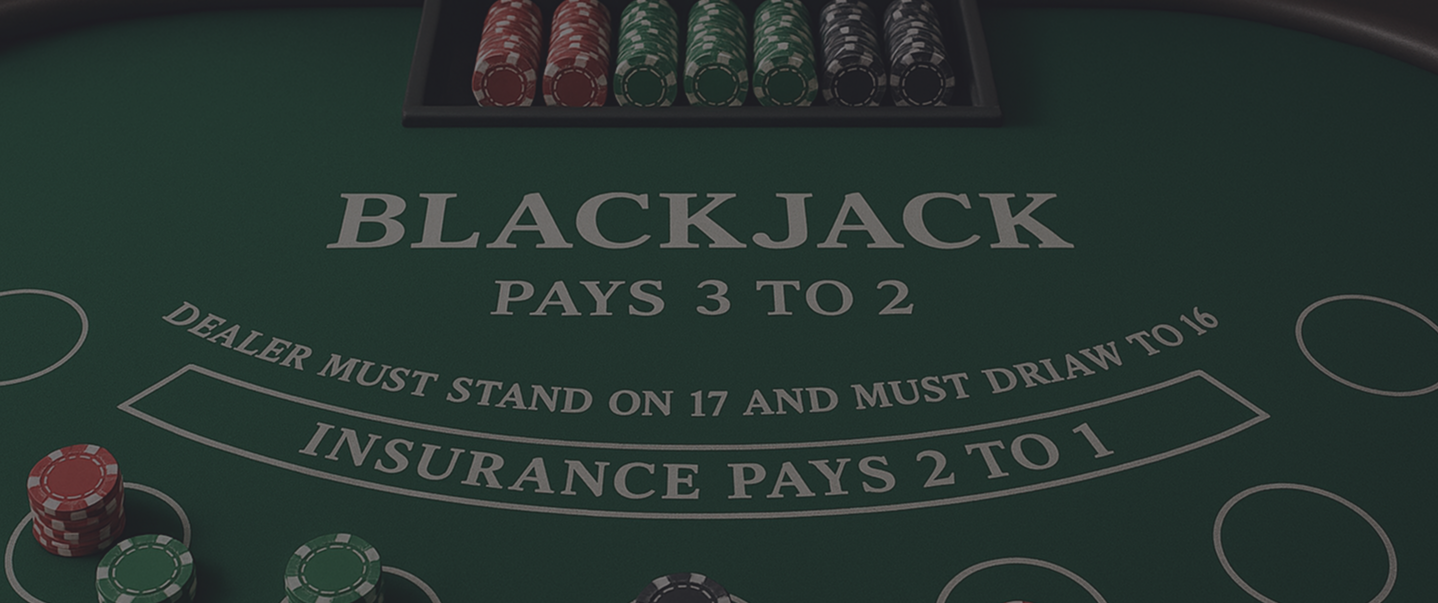 BLACKJACK
PAYS 3 TO 2
DEALER MUST STAND ON 17 AND MUST DRIAW TO 16
INSURANCE PAYS 2 TO 1